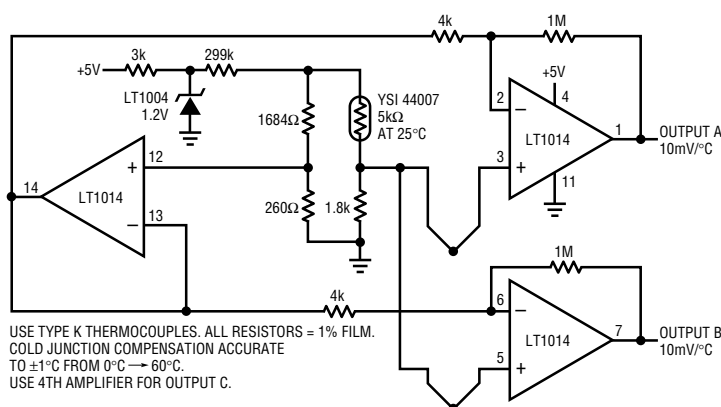 4k
1M
+5V
3k
299k
LT1004
1.2V
1684Ω
YSI 44007
5kΩ
AT 25°C
+5V
2
4
–
LT1014
1
OUTPUT A
10mV/°C
3
+
11
12
+
14
LT1014
–
13
260Ω
1.8k
4k
1M
6
–
LT1014
7
OUTPUT B
10mV/°C
5
+
USE TYPE K THERMOCOUPLES. ALL RESISTORS = 1% FILM.
COLD JUNCTION COMPENSATION ACCURATE
TO ±1°C FROM 0°C → 60°C.
USE 4TH AMPLIFIER FOR OUTPUT C.